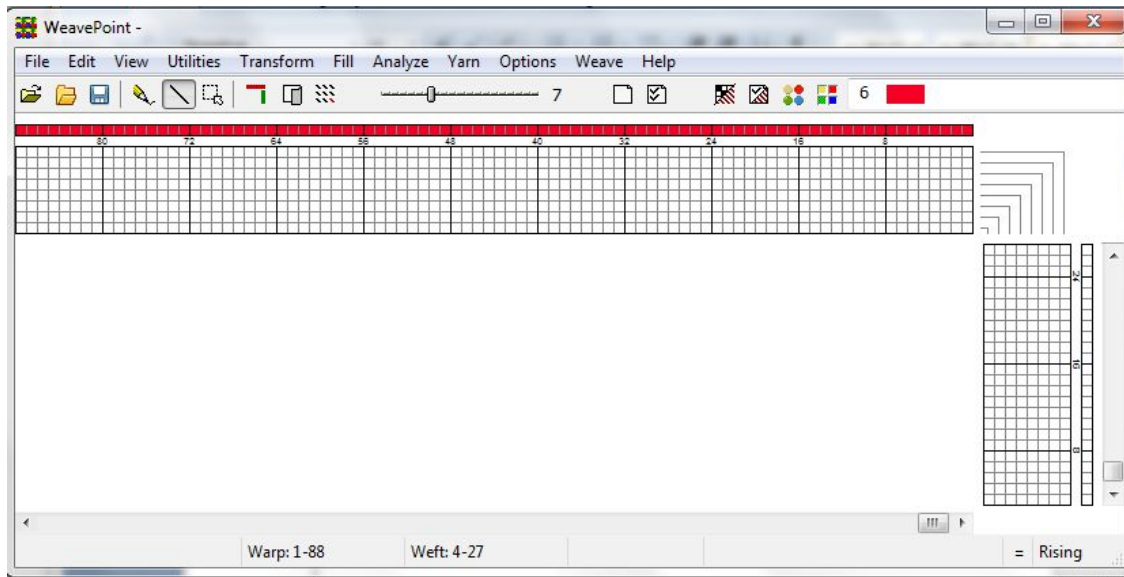 WeavePoint -
File Edit View Utilities Transform Fill Analyze Yarn Options Weave Help
7 6
80 72 64 56 48 40 32 24 16 8
24
16
8
Warp: 1-88 Weft: 4-27 = Rising